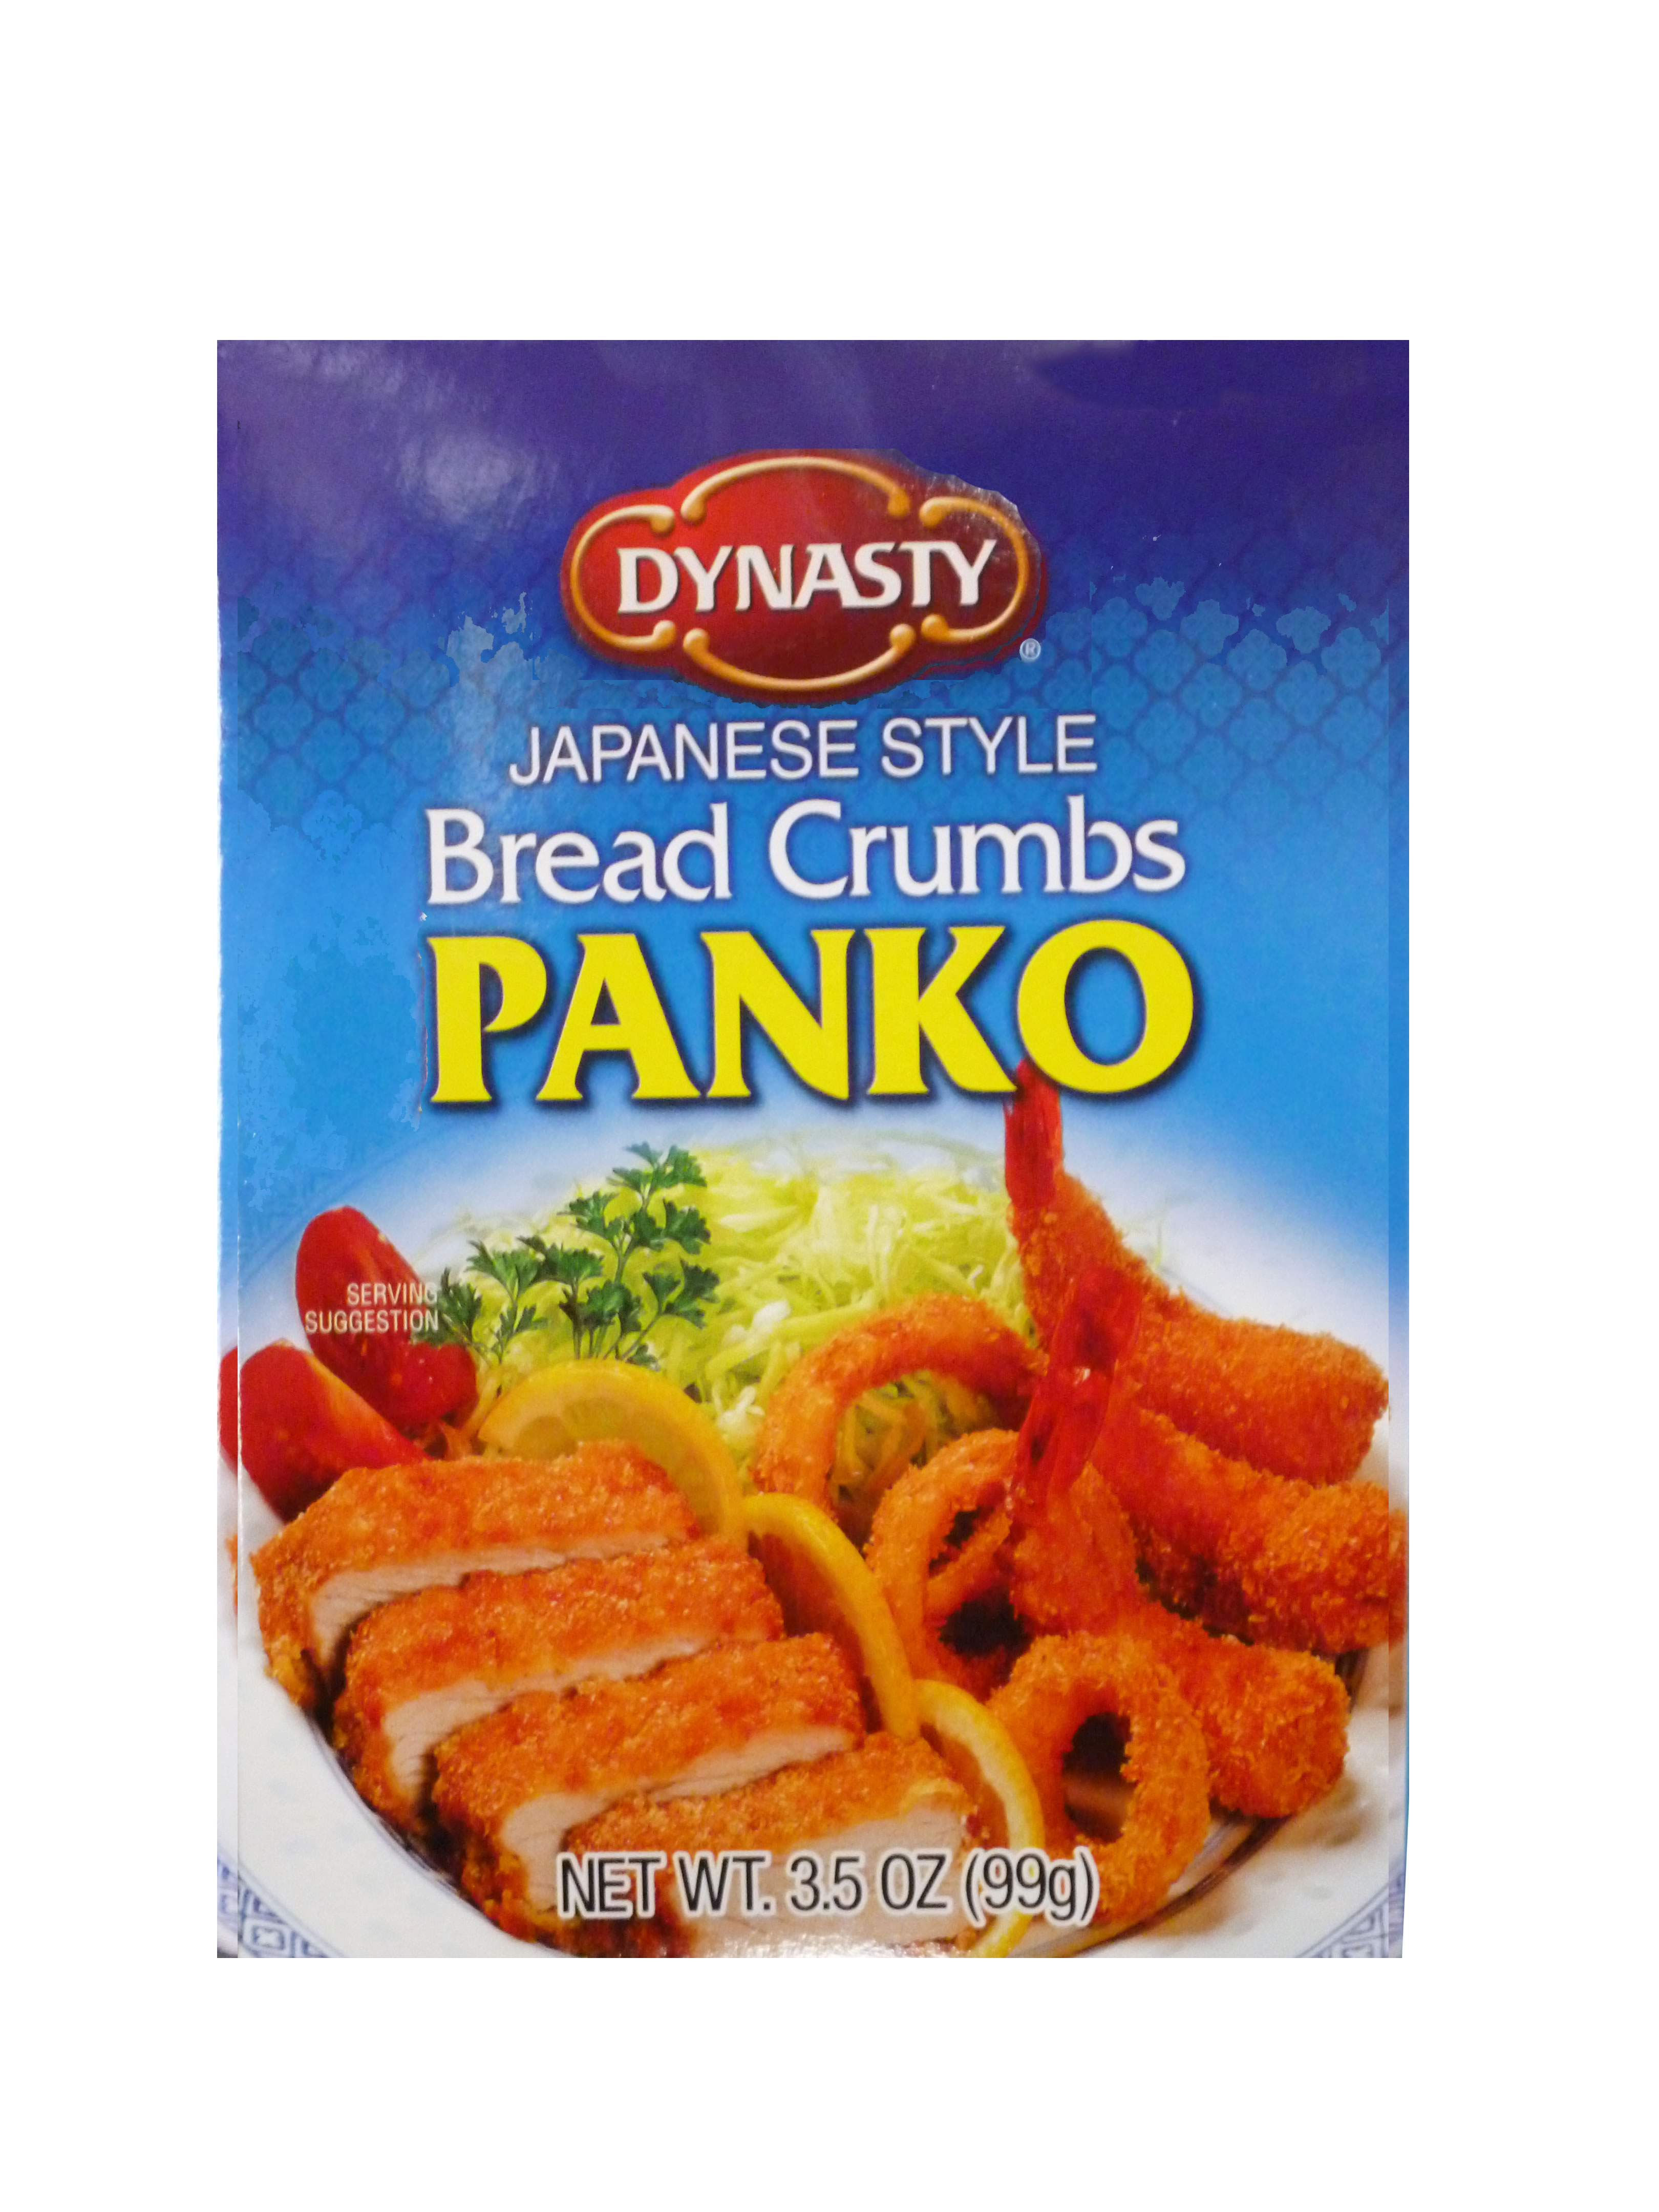 DYNASTY
®
JAPANESE STYLE
Bread Crumbs
PANKO
SERVING
SUGGESTION
NET WT. 3.5 OZ (99g)